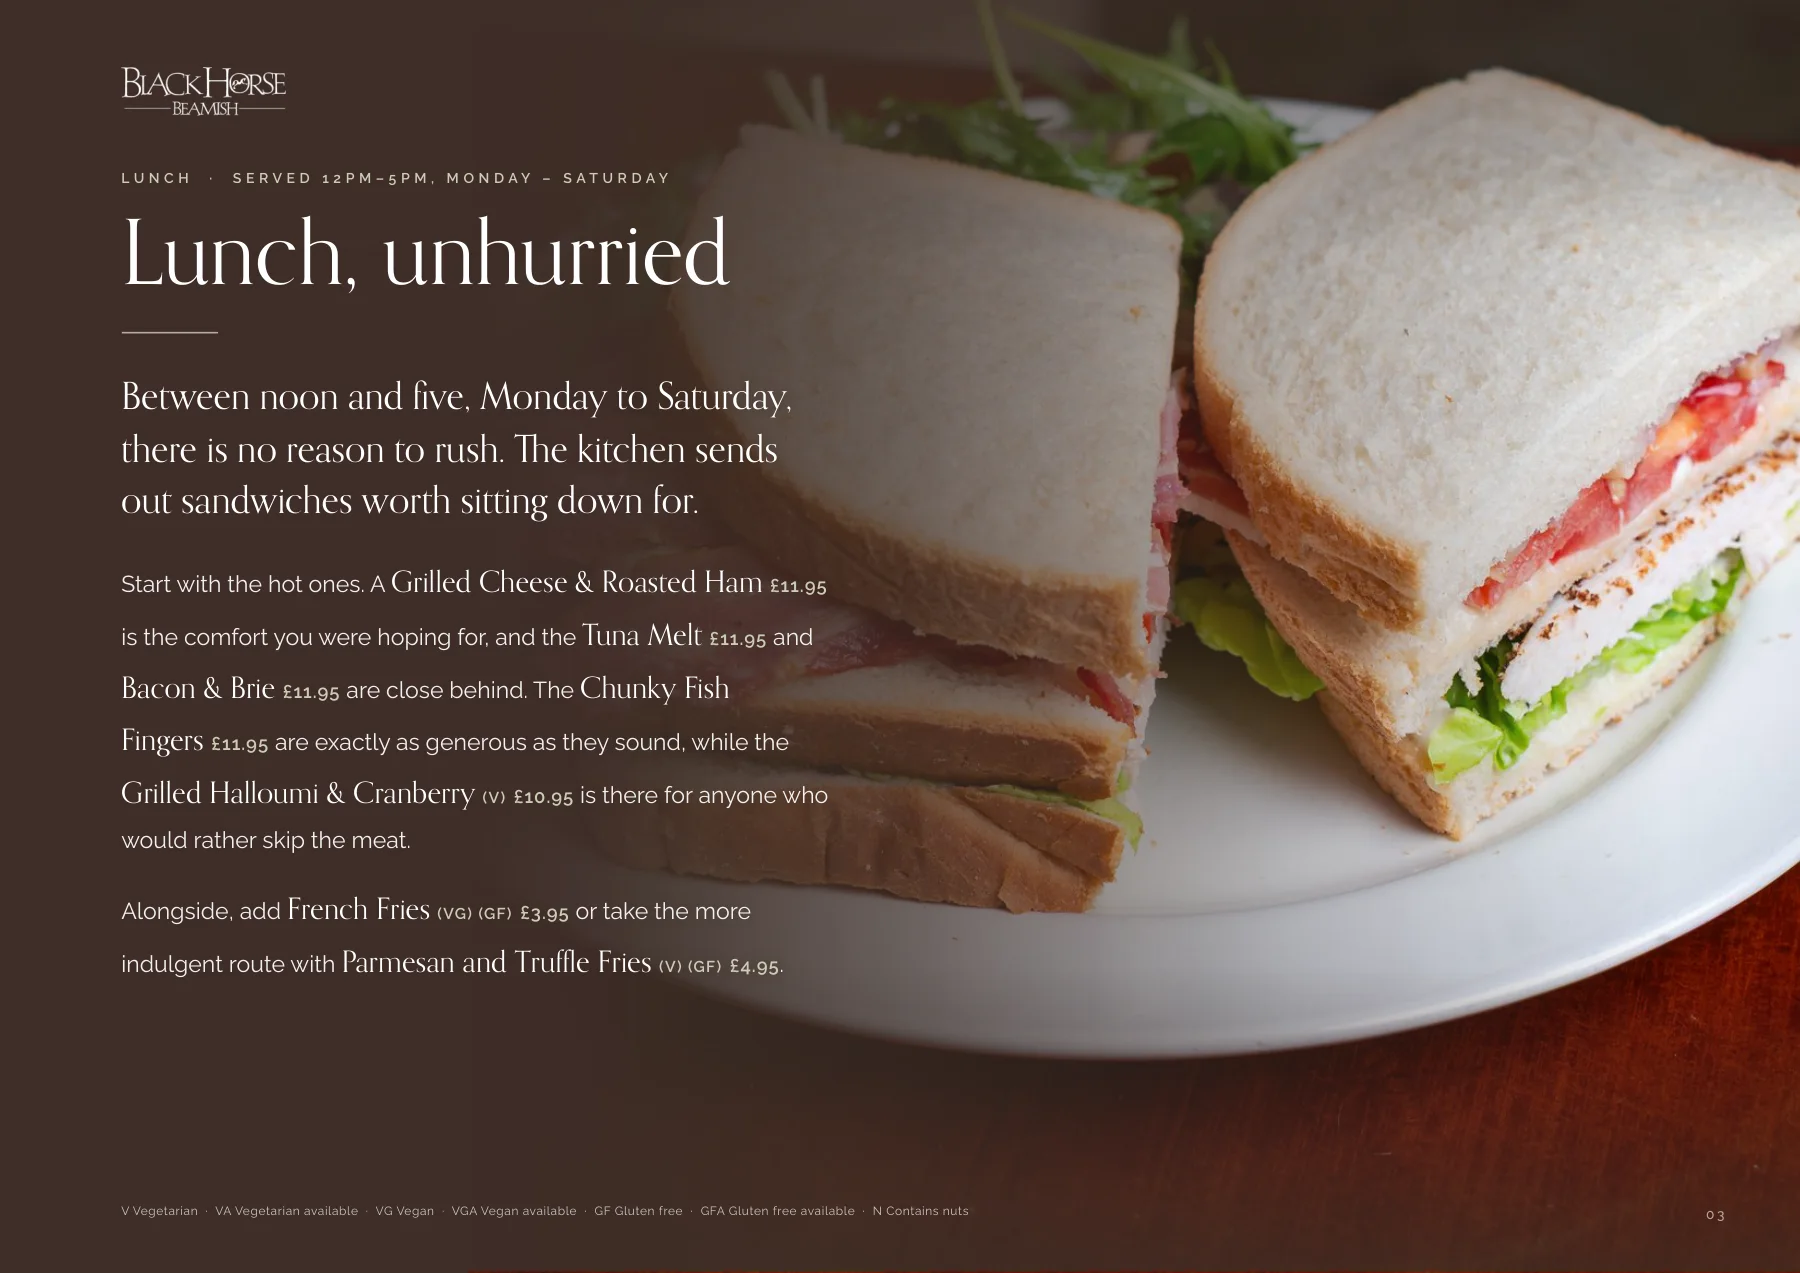 BLACK HORSE
BEAMISH
LUNCH · SERVED 12PM–5PM, MONDAY – SATURDAY
Lunch, unhurried
Between noon and five, Monday to Saturday,
there is no reason to rush. The kitchen sends
out sandwiches worth sitting down for.
Start with the hot ones. A Grilled Cheese & Roasted Ham £11.95
is the comfort you were hoping for, and the Tuna Melt £11.95 and
Bacon & Brie £11.95 are close behind. The Chunky Fish
Fingers £11.95 are exactly as generous as they sound, while the
Grilled Halloumi & Cranberry (V) £10.95 is there for anyone who
would rather skip the meat.
Alongside, add French Fries (VG) (GF) £3.95 or take the more
indulgent route with Parmesan and Truffle Fries (V) (GF) £4.95.
V Vegetarian · VA Vegetarian available · VG Vegan · VGA Vegan available · GF Gluten free · GFA Gluten free available · N Contains nuts
03